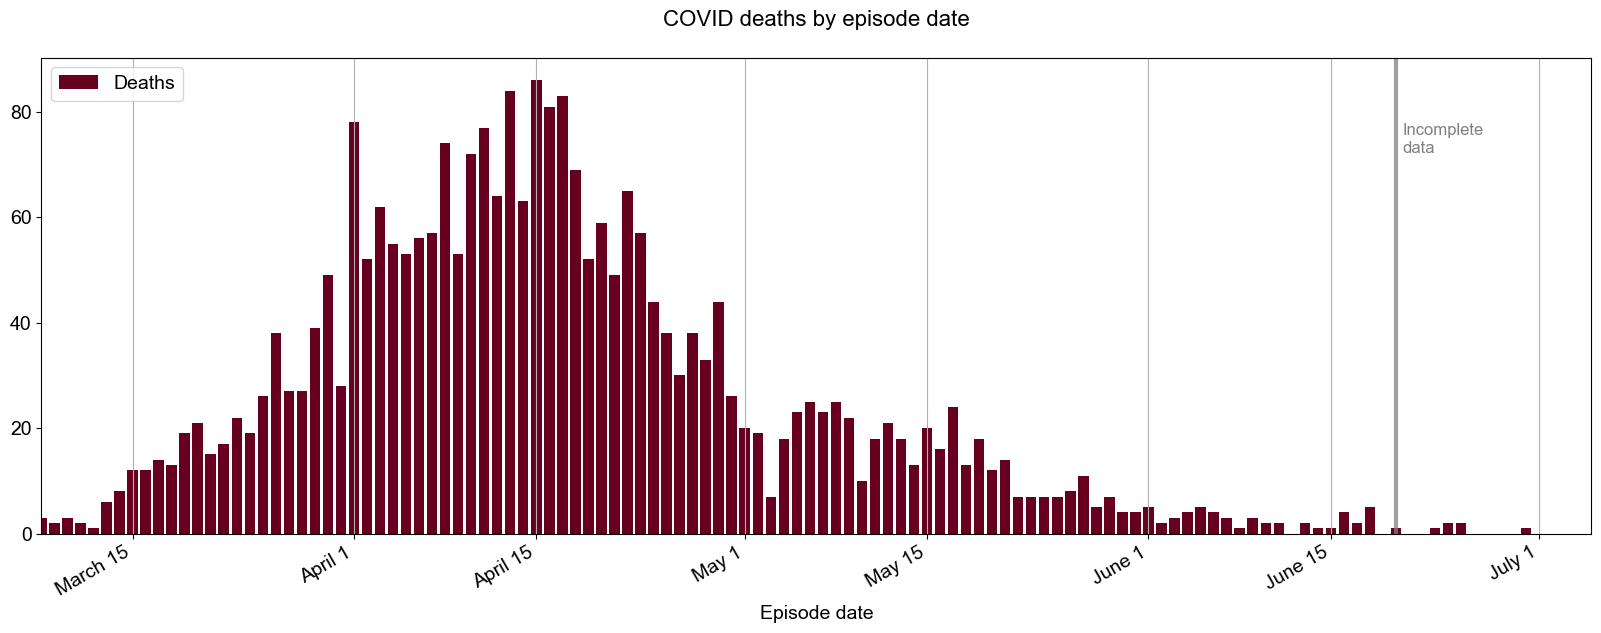 COVID deaths by episode date
Deaths
80
60
40
20
0
Incomplete
data
March 15
April 1
April 15
May 1
May 15
June 1
June 15
July 1
Episode date